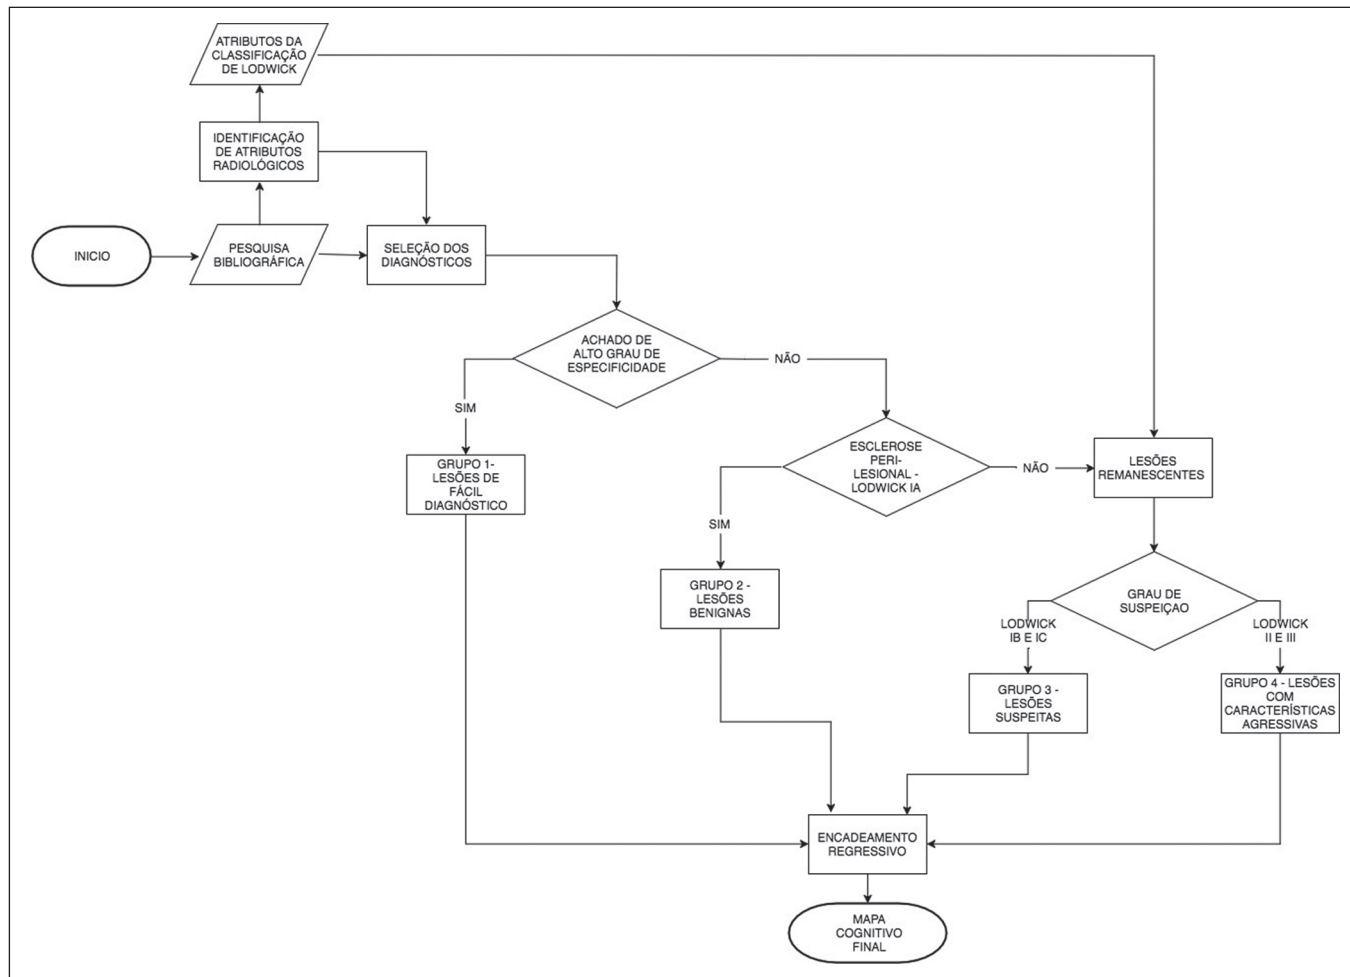 ATRIBUTOS DA
CLASSIFICAÇÃO
DE LODWICK
IDENTIFICAÇÃO
DE ATRIBUTOS
RADIOLÓGICOS
INICIO
PESQUISA
BIBLIOGRÁFICA
SELEÇÃO DOS
DIAGNÓSTICOS
ACHADO DE
ALTO GRAU DE
ESPECIFICIDADE
NÃO
SIM
GRUPO 1-
LESÕES DE
FÁCIL
DIAGNÓSTICO
ESCLEROSE
PERI-
LESIONAL -
LODWICK IA
NÃO
LESÕES
REMANESCENTES
SIM
GRUPO 2 -
LESÕES
BENIGNAS
GRAU DE
SUSPEIÇAO
LODWICK
IB E IC
LODWICK
II E III
GRUPO 3 -
LESÕES
SUSPEITAS
GRUPO 4 - LESÕES
COM
CARACTERÍSTICAS
AGRESSIVAS
ENCADEAMENTO
REGRESSIVO
MAPA
COGNITIVO
FINAL